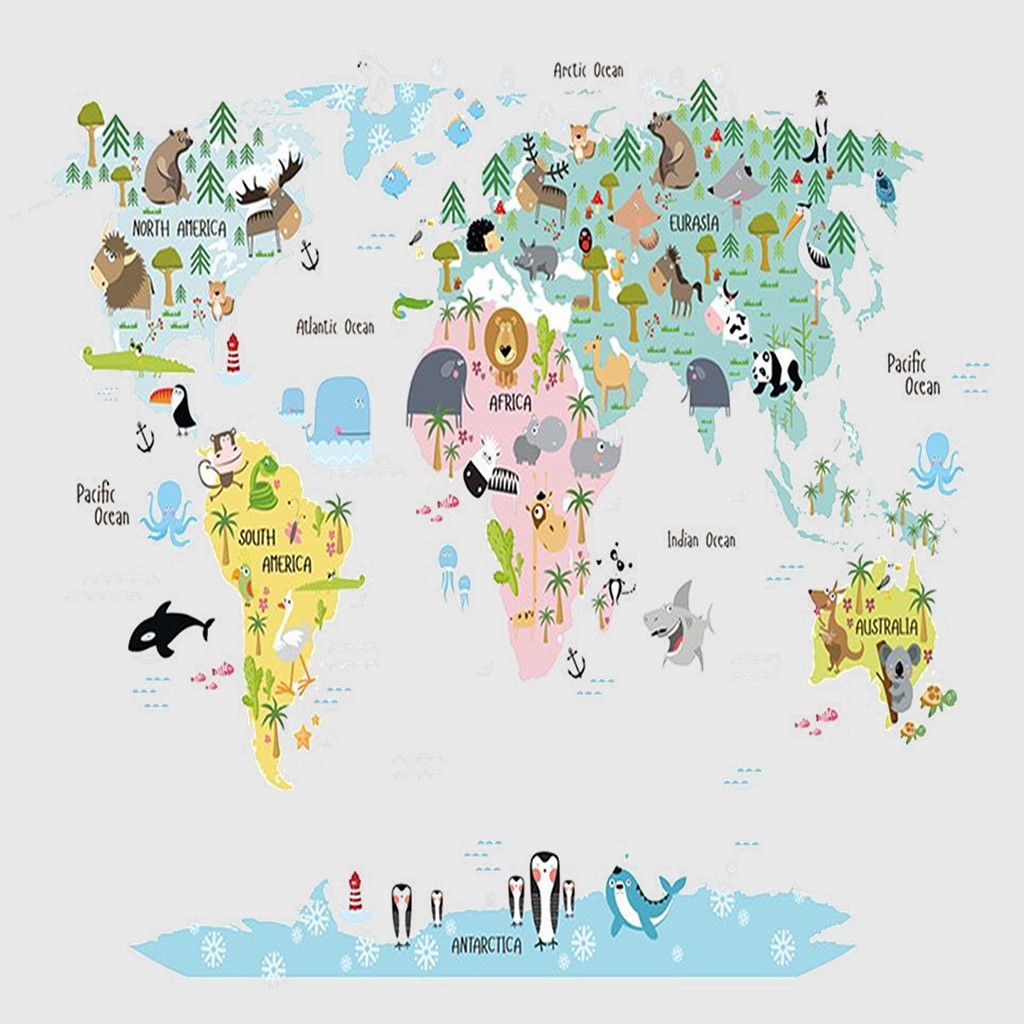 Arctic Ocean
NORTH AMERICA
EURASIA
Atlantic Ocean
Pacific
Ocean
AFRICA
Pacific
Ocean
SOUTH
AMERICA
Indian Ocean
AUSTRALIA
ANTARCTICA